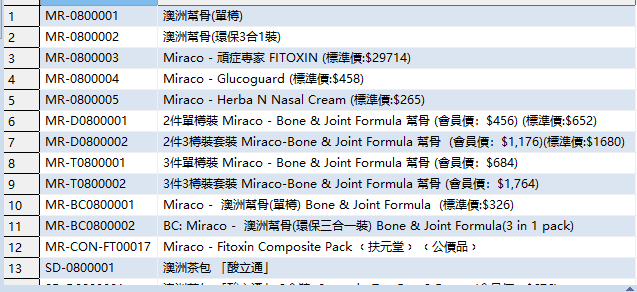 1 MR-0800001 澳洲幫骨(單樽)
2 MR-0800002 澳洲幫骨(環保3合1裝)
3 MR-0800003 Miraco - 頑症専家 FITOXIN (標準價:$29714)
4 MR-0800004 Miraco - Glucoguard (標準價:$458)
5 MR-0800005 Miraco - Herba N Nasal Cream (標準價:$265)
6 MR-D0800001 2件單樽裝 Miraco - Bone & Joint Formula 幫骨 (會員價: $456) (標準價:$652)
7 MR-D0800002 2件3樽裝套裝 Miraco-Bone & Joint Formula 幫骨 (會員價: $1,176)(標準價:$1680)
8 MR-T0800001 3件單樽裝 Miraco - Bone & Joint Formula 幫骨 (會員價: $684)
9 MR-T0800002 3件3樽裝套裝 Miraco-Bone & Joint Formula 幫骨 (會員價: $1,764)
10 MR-BC0800001 Miraco - 澳洲幫骨(單樽) Bone & Joint Formula (標準價:$326)
11 MR-BC0800002 BC: Miraco - 澳洲幫骨(環保三合一裝) Bone & Joint Formula(3 in 1 pack)
12 MR-CON-FT00017 Miraco - Fitoxin Composite Pack ﹙扶元堂﹚ ﹙公價品﹚
13 SD-0800001 澳洲茶包 「酸立通」